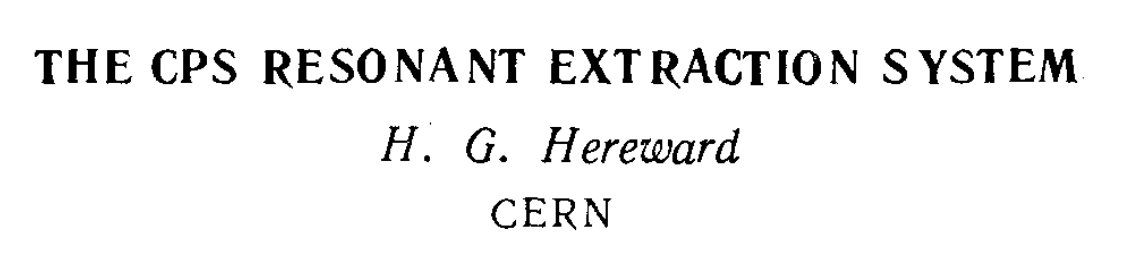 THE CPS RESONANT EXTRACTION SYSTEM
H. G. Hereward
CERN